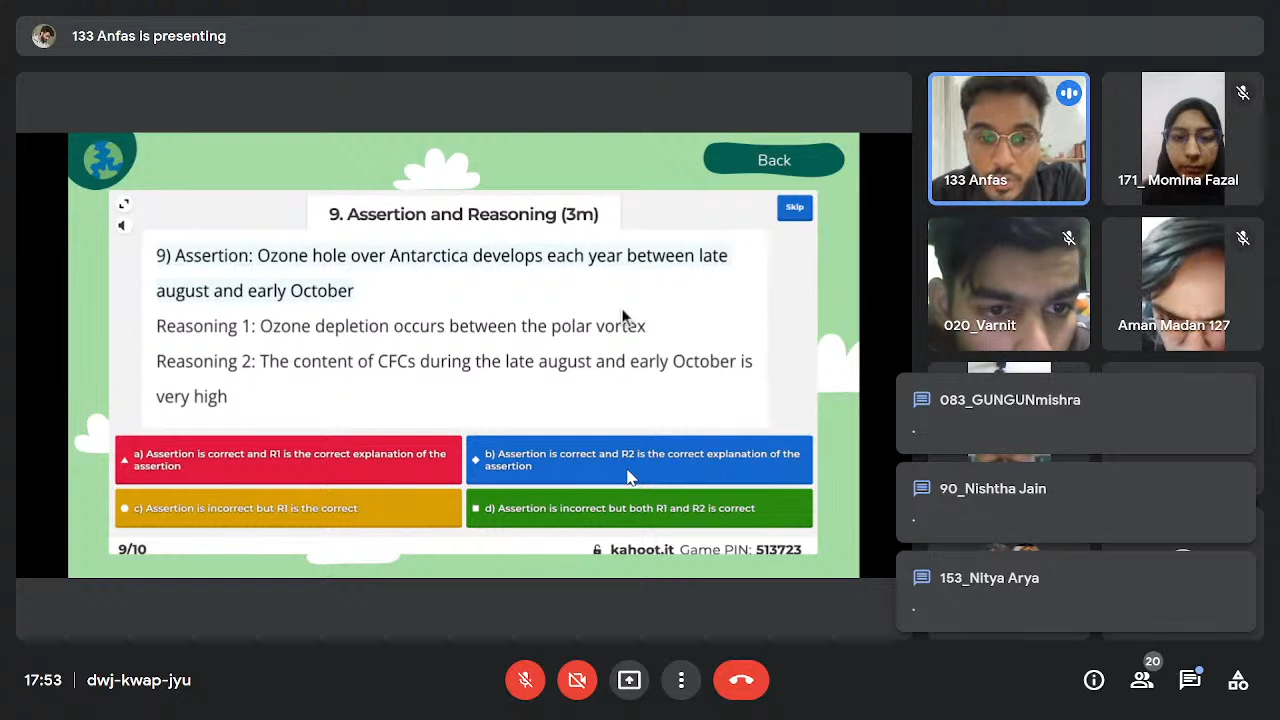 133 Anfas is presenting
Back
Skip
9. Assertion and Reasoning (3m)
9) Assertion: Ozone hole over Antarctica develops each year between late
august and early October
Reasoning 1: Ozone depletion occurs between the polar vortex
Reasoning 2: The content of CFCs during the late august and early October is
very high
a) Assertion is correct and R1 is the correct explanation of the
assertion
b) Assertion is correct and R2 is the correct explanation of the
assertion
c) Assertion is incorrect but R1 is the correct
d) Assertion is incorrect but both R1 and R2 is correct
9/10
kahoot.it Game PIN: 513723
133 Anfas
171_ Momina Fazal
020_Varnit
Aman Madan 127
083_GUNGUNmishra
.
90_Nishtha Jain
.
153_Nitya Arya
.
17:53 | dwj-kwap-jyu
20